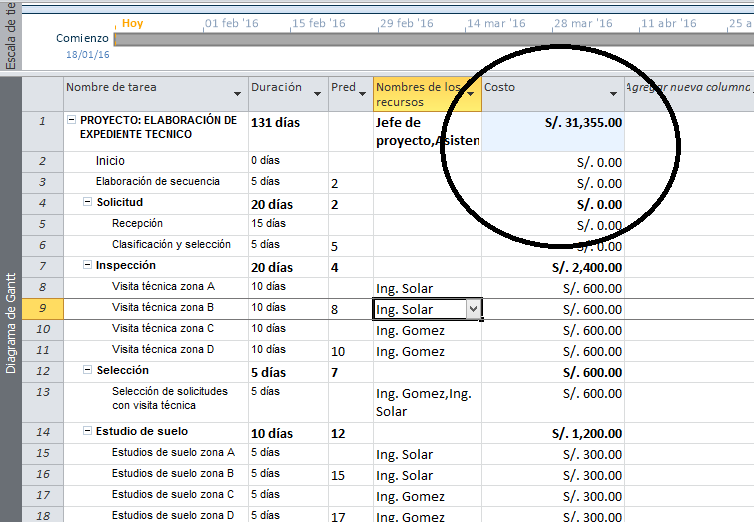 Escala de tie
Hoy
01 feb '16 15 feb '16 29 feb '16 14 mar '16 28 mar '16 11 abr '16 25 a
Comienzo
18/01/16
Diagrama de Gantt
Nombre de tarea Duración Pred Nombres de los recursos Costo Agregar nueva columna
1 PROYECTO: ELABORACIÓN DE EXPEDIENTE TECNICO 131 días Jefe de proyecto,Asisten S/. 31,355.00
2 Inicio 0 días S/. 0.00
3 Elaboración de secuencia 5 días 2 S/. 0.00
4 Solicitud 20 días 2 S/. 0.00
5 Recepción 15 días S/. 0.00
6 Clasificación y selección 5 días 5 S/. 0.00
7 Inspección 20 días 4 S/. 2,400.00
8 Visita técnica zona A 10 días Ing. Solar S/. 600.00
9 Visita técnica zona B 10 días 8 Ing. Solar S/. 600.00
10 Visita técnica zona C 10 días Ing. Gomez S/. 600.00
11 Visita técnica zona D 10 días 10 Ing. Gomez S/. 600.00
12 Selección 5 días 7 S/. 600.00
13 Selección de solicitudes con visita técnica 5 días Ing. Gomez,Ing. Solar S/. 600.00
14 Estudio de suelo 10 días 12 S/. 1,200.00
15 Estudios de suelo zona A 5 días Ing. Solar S/. 300.00
16 Estudios de suelo zona B 5 días 15 Ing. Solar S/. 300.00
17 Estudios de suelo zona C 5 días Ing. Gomez S/. 300.00
18 Estudios de suelo zona D 5 días 17 Ing. Gomez S/. 300.00